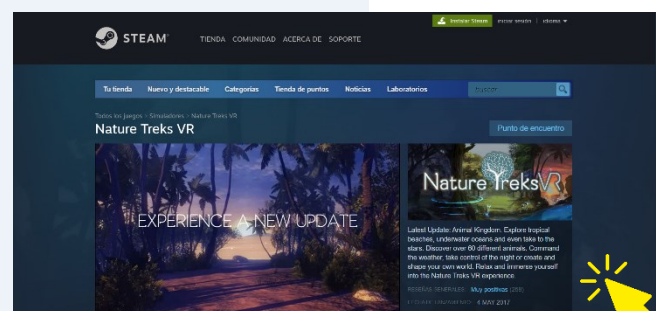 Instalar Steam iniciar sesión | idioma
STEAM
TIENDA COMUNIDAD ACERCA DE SOPORTE
Tu tienda Nuevo y destacable Categorías Tienda de puntos Noticias Laboratorios buscar
Todos los juegos > Simuladores > Nature Treks VR
Nature Treks VR
Punto de encuentro
EXPERIENCE A NEW UPDATE
Nature Treks VR
Latest Update: Animal Kingdom. Explore tropical
beaches, underwater oceans and even take to the
stars. Discover over 60 different animals. Command
the weather, take control of the night or create and
shape your own world. Relax and immerse yourself
into the Nature Treks VR experience.
RESEÑAS GENERALES: Muy positivas (268)
4 MAY 2017